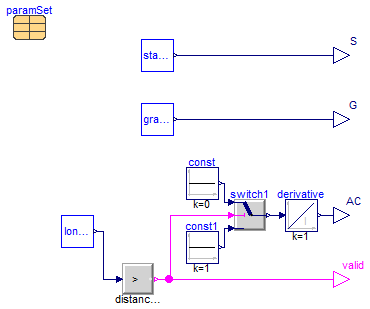 paramSet
S
sta...
G
gra...
const
k=0
switch1
derivative
k=1
AC
const1
k=1
lon...
>
distanc...
valid